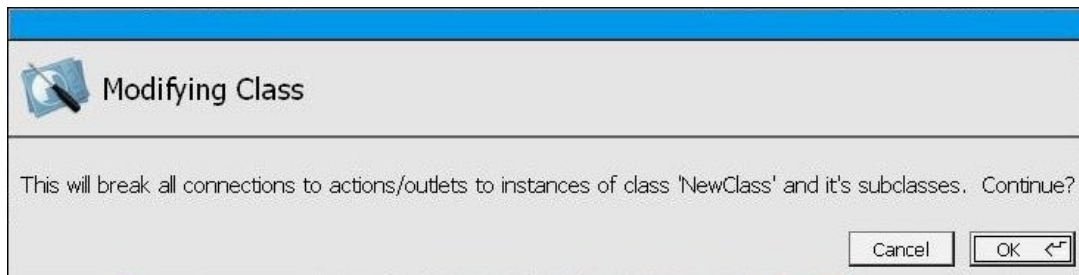 Modifying Class
This will break all connections to actions/outlets to instances of class 'NewClass' and it's subclasses. Continue?
Cancel
OK